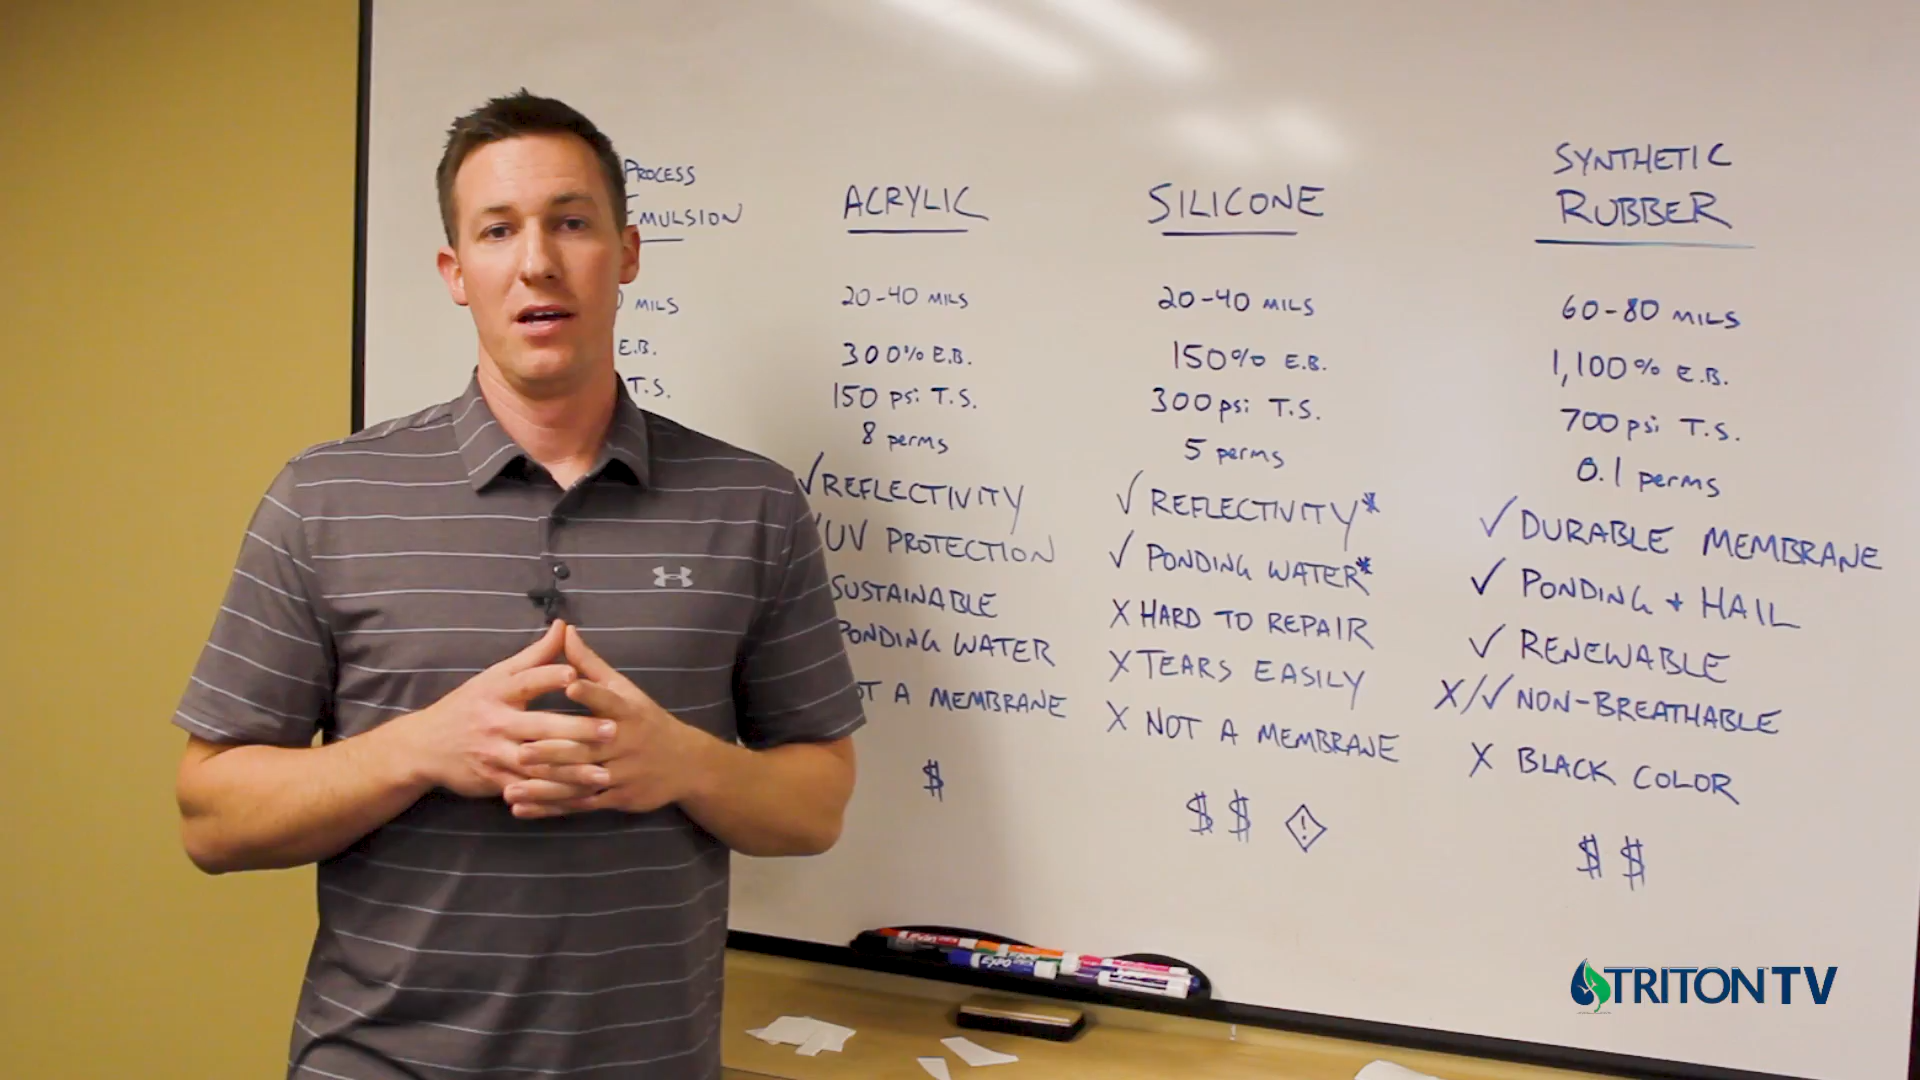 PROCESS
EMULSION
MILS
E.B.
T.S.
ACRYLIC
20-40 MILS
300% E.B.
150 psi T.S.
8 perms
✓ REFLECTIVITY
UV PROTECTION
SUSTAINABLE
PONDING WATER
A MEMBRANE
$
SILICONE
20-40 MILS
150% E.B.
300 psi T.S.
5 perms
✓ REFLECTIVITY*
✓ PONDING WATER*
X HARD TO REPAIR
X TEARS EASILY
X NOT A MEMBRANE
$ $ !
SYNTHETIC
RUBBER
60-80 MILS
1,100% E.B.
700 psi T.S.
0.1 perms
✓ DURABLE MEMBRANE
✓ PONDING + HAIL
✓ RENEWABLE
X/✓ NON-BREATHABLE
X BLACK COLOR
$ $
TRITON TV